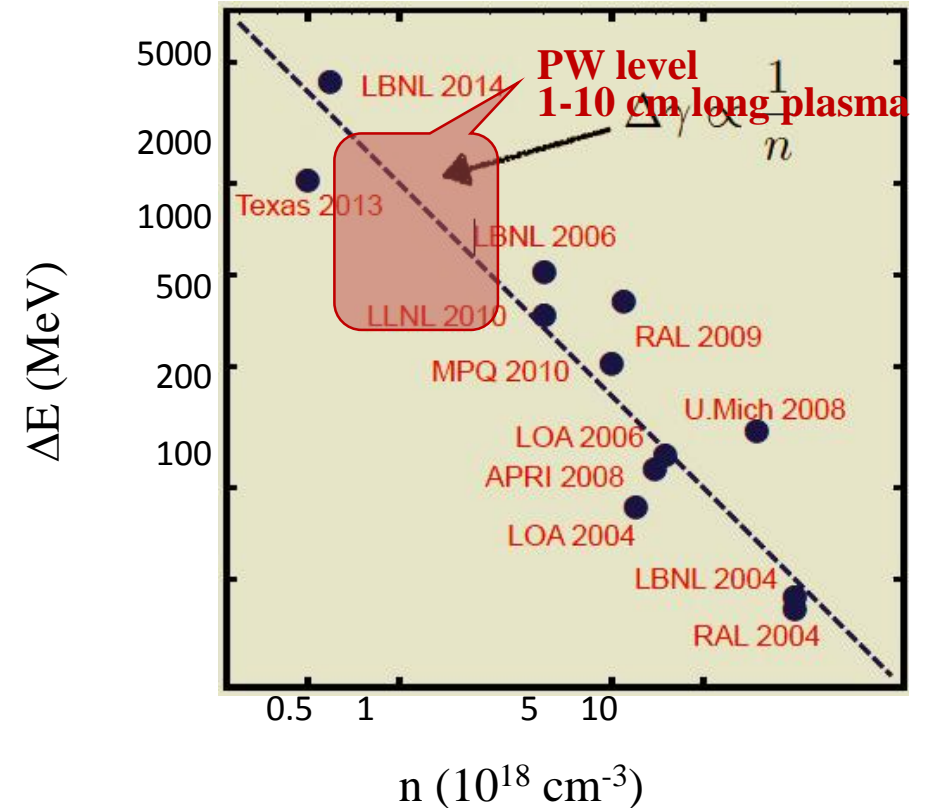 5000
2000
1000
500
200
100
ΔE (MeV)
PW level
1-10 cm long plasma
Δγ ∝ 1/n
LBNL 2014
Texas 2013
LBNL 2006
LLNL 2010
RAL 2009
MPQ 2010
U.Mich 2008
LOA 2006
APRI 2008
LOA 2004
LBNL 2004
RAL 2004
0.5 1 5 10
n (10¹⁸ cm⁻³)